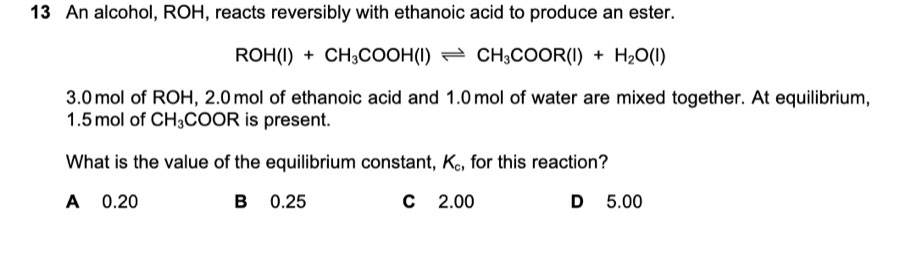 13 An alcohol, ROH, reacts reversibly with ethanoic acid to produce an ester.
ROH(l) + CH₃COOH(l) ⇌ CH₃COOR(l) + H₂O(l)
3.0 mol of ROH, 2.0 mol of ethanoic acid and 1.0 mol of water are mixed together. At equilibrium,
1.5 mol of CH₃COOR is present.
What is the value of the equilibrium constant, Kc, for this reaction?
A 0.20 B 0.25 C 2.00 D 5.00